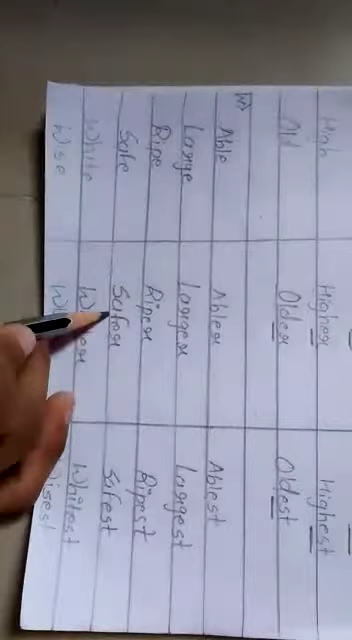 High Higher Highest
Old Older Oldest
Able Abler Ablest
Large Larger Largest
Ripe Riper Ripest
Safe Safer Safest
White Whitest
Wise